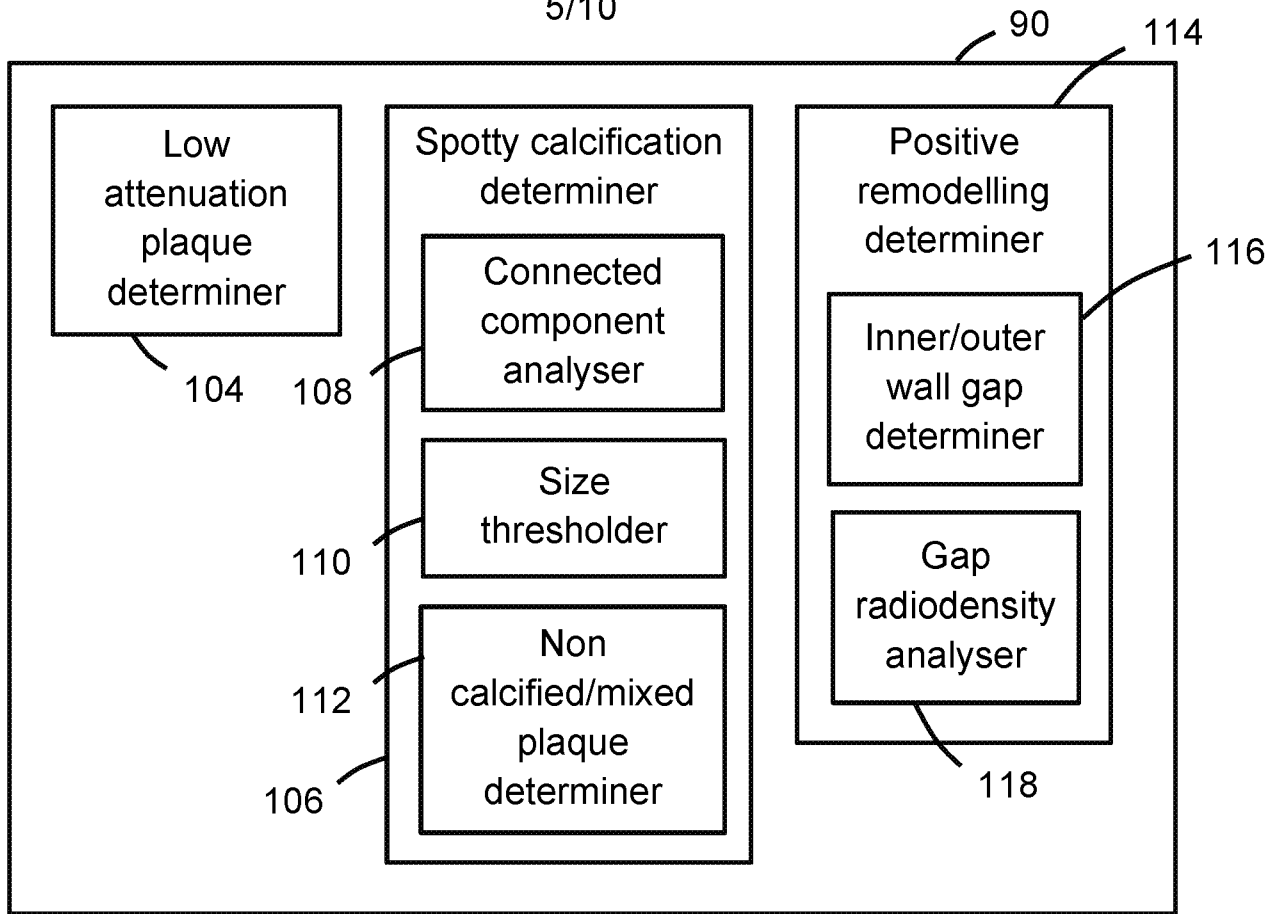 5/10
90
114
Low
attenuation
plaque
determiner
104
Spotty calcification
determiner
Connected
component
analyser
108
Size
thresholder
110
Non
calcified/mixed
plaque
determiner
112
106
Positive
remodelling
determiner
116
Inner/outer
wall gap
determiner
Gap
radiodensity
analyser
118